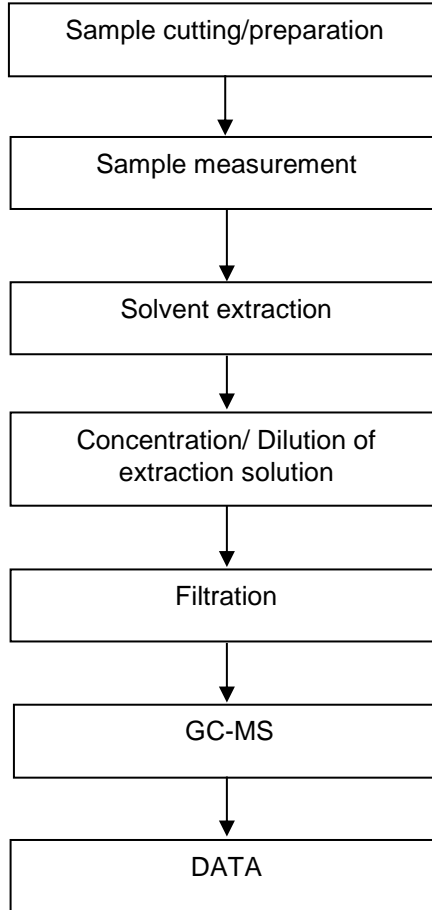 Sample cutting/preparation
Sample measurement
Solvent extraction
Concentration/ Dilution of
extraction solution
Filtration
GC-MS
DATA